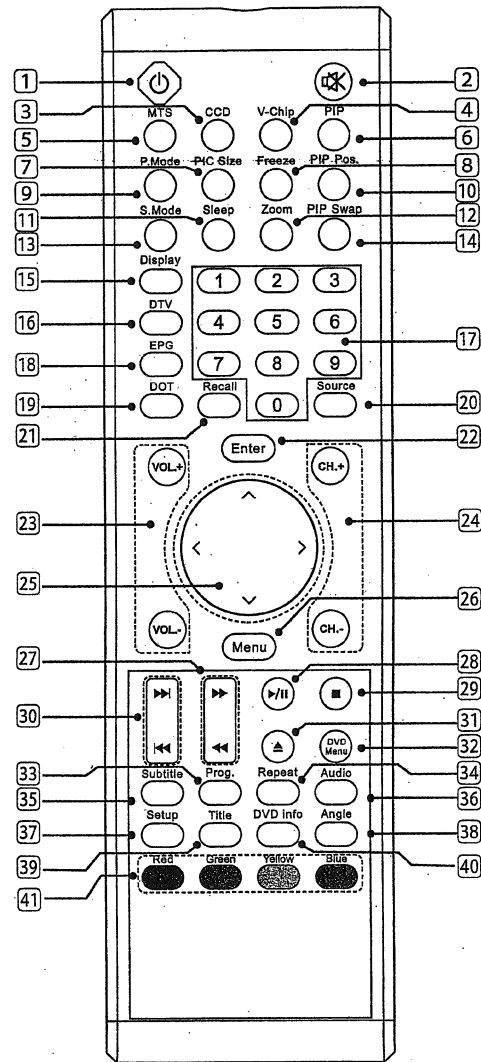 1 2
3 4
MTS CCD V-Chip PIP
5 6
7 8
P.Mode PIC Size Freeze PIP Pos.
9 10
11 12
S.Mode Sleep Zoom PIP Swap
13 14
Display
15 1 2 3
DTV
16 4 5 6
17
EPG
18 7 8 9
DOT Recall Source
19 0 20
21 22
Enter
VOL.+ CH.+
23 24
25
26
VOL.- Menu CH.-
27 28
29
30
31
DVD
Menu
32
33 34
Subtitle Prog. Repeat Audio
35 36
Setup Title DVD info Angle
37 38
39 40
Red Green Yellow Blue
41